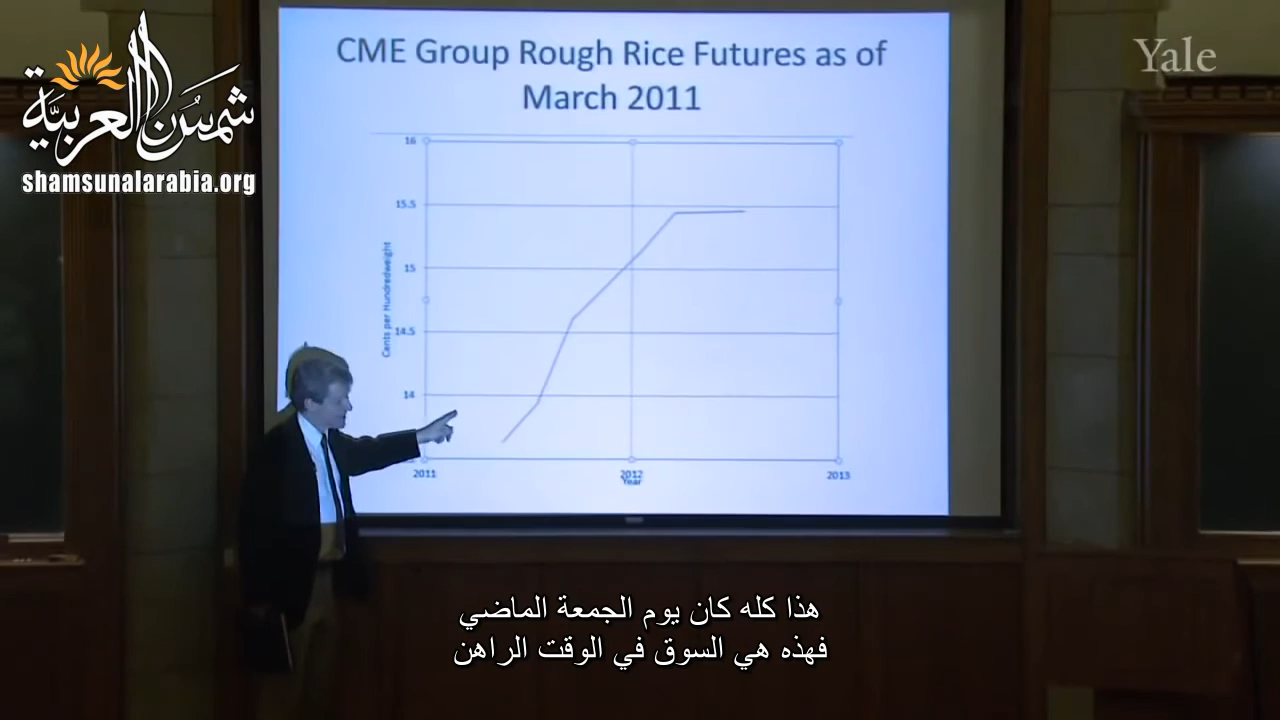 شمس العربية
shamsunalarabia.org
Yale
CME Group Rough Rice Futures as of
March 2011
16
15.5
15
14.5
14
Cents per Hundredweight
2011
2012
2013
Year
هذا كله كان يوم الجمعة الماضي
فهذه هي السوق في الوقت الراهن